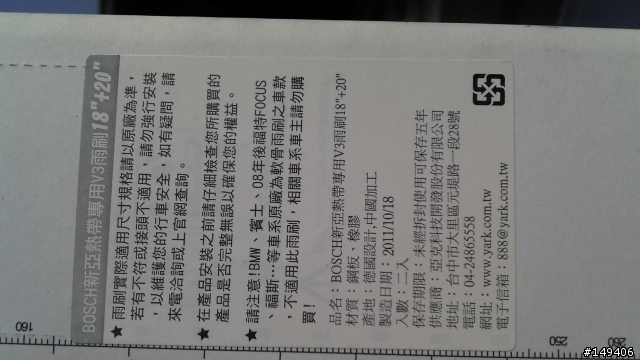 BOSCH新亞熱帶專用V3雨刷18"+20"
★ 雨刷實際適用尺寸規格請以原廠為準，
若有不符或接頭不適用，請勿強行安裝
，以維護您的行車安全，如有疑問，請
來電洽詢或上官網查詢。
★ 在產品安裝之前請仔細檢查您所購買的
產品是否完整無誤以確保您的權益。
★ 請注意!BMW、賓士、08年後福特FOCUS
、福斯…等車系原廠為軟骨雨刷之車款
，不適用此雨刷，相關車系車主請勿購
買!
品名：BOSCH新亞熱帶專用V3雨刷18"+20"
材質：鋼板、橡膠
產地：德國設計,中國加工
製造日期：2011/10/18
入數：二入
保存期限：未經拆封使用可保存五年
供應商：亞克科技開發股份有限公司
地址：台中市大里區元堤路一段28號
電話：04-24865558
網址：www.yark.com.tw
電子信箱：888@yark.com.tw
160
250
260
#149406